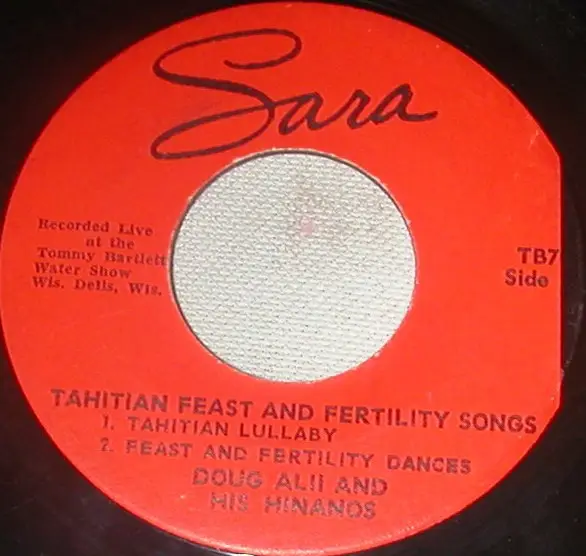 Sara
Recorded Live
at the
Tommy Bartlett
Water Show
Wis. Dells, Wis.
TB7
Side
TAHITIAN FEAST AND FERTILITY SONGS
1. TAHITIAN LULLABY
2. FEAST AND FERTILITY DANCES
DOUG ALII AND
HIS HINANOS